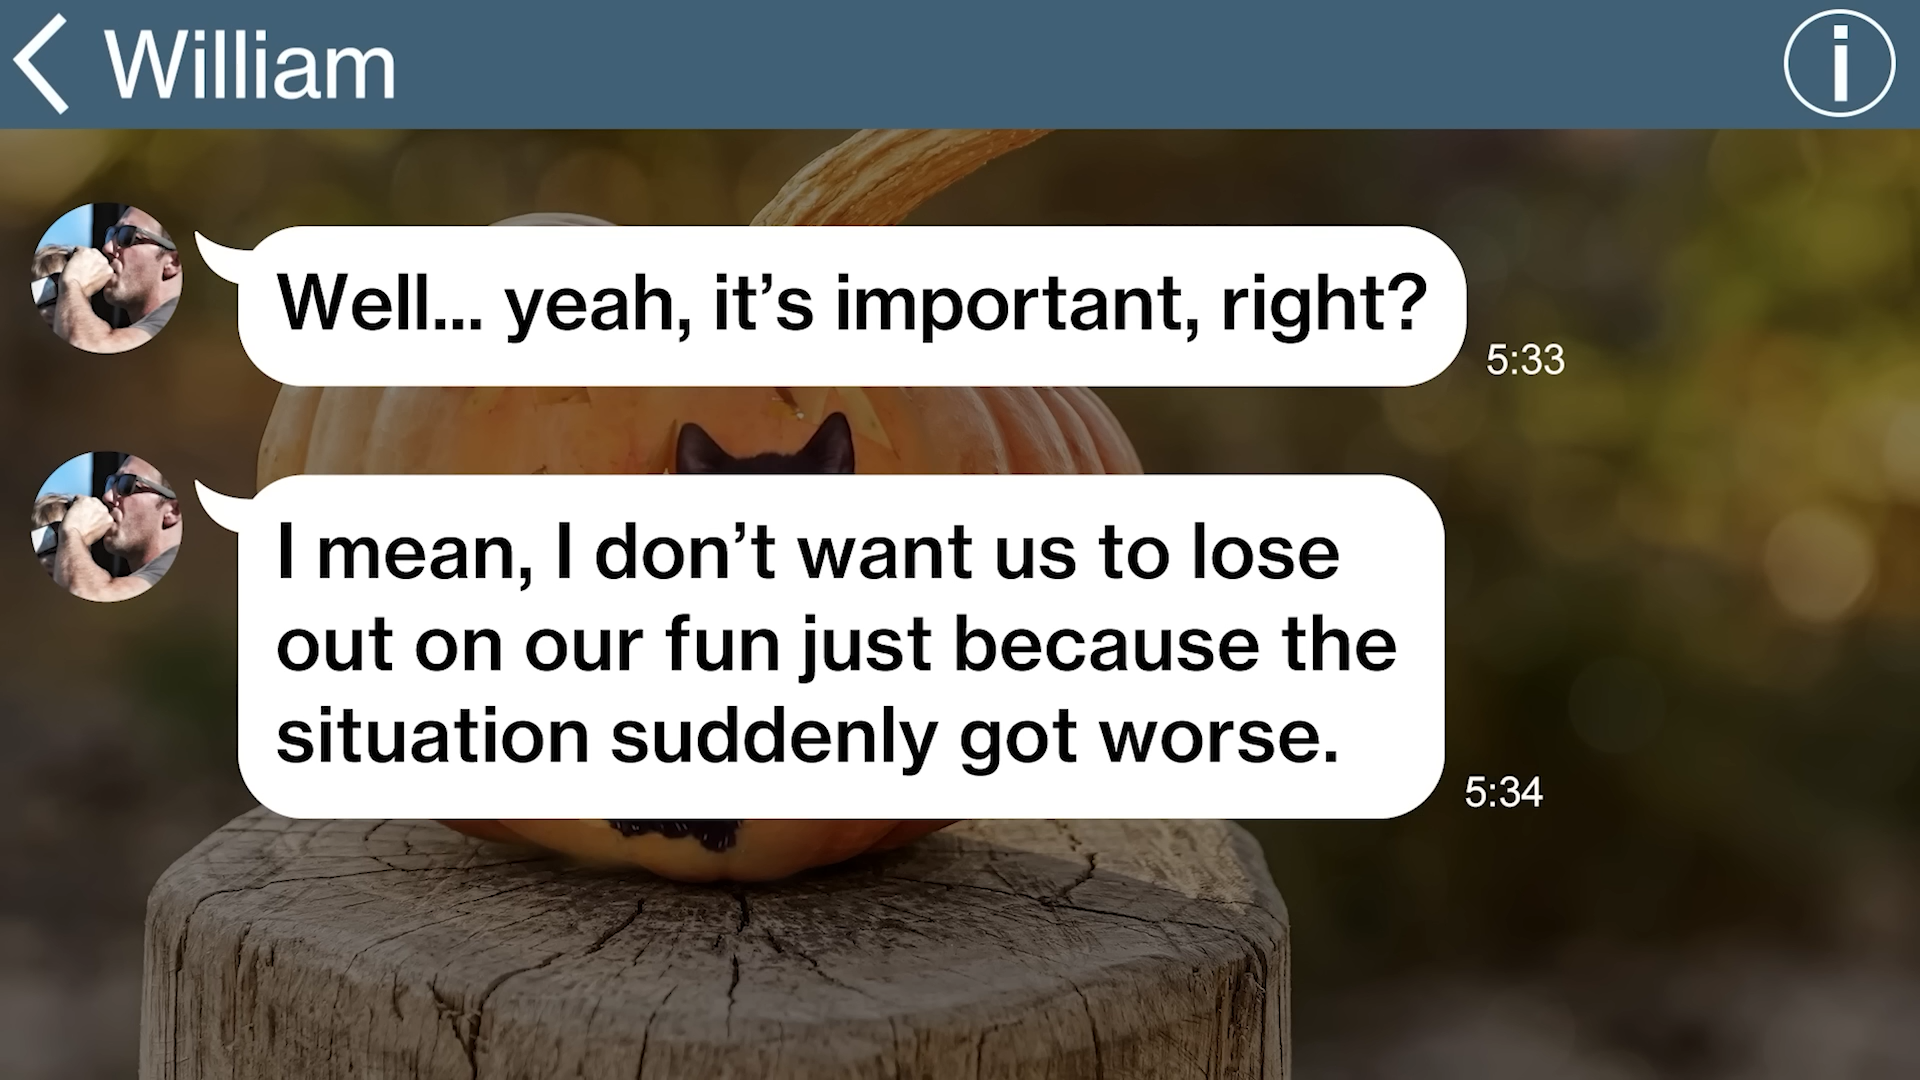 William
Well... yeah, it’s important, right?
5:33
I mean, I don’t want us to lose
out on our fun just because the
situation suddenly got worse.
5:34